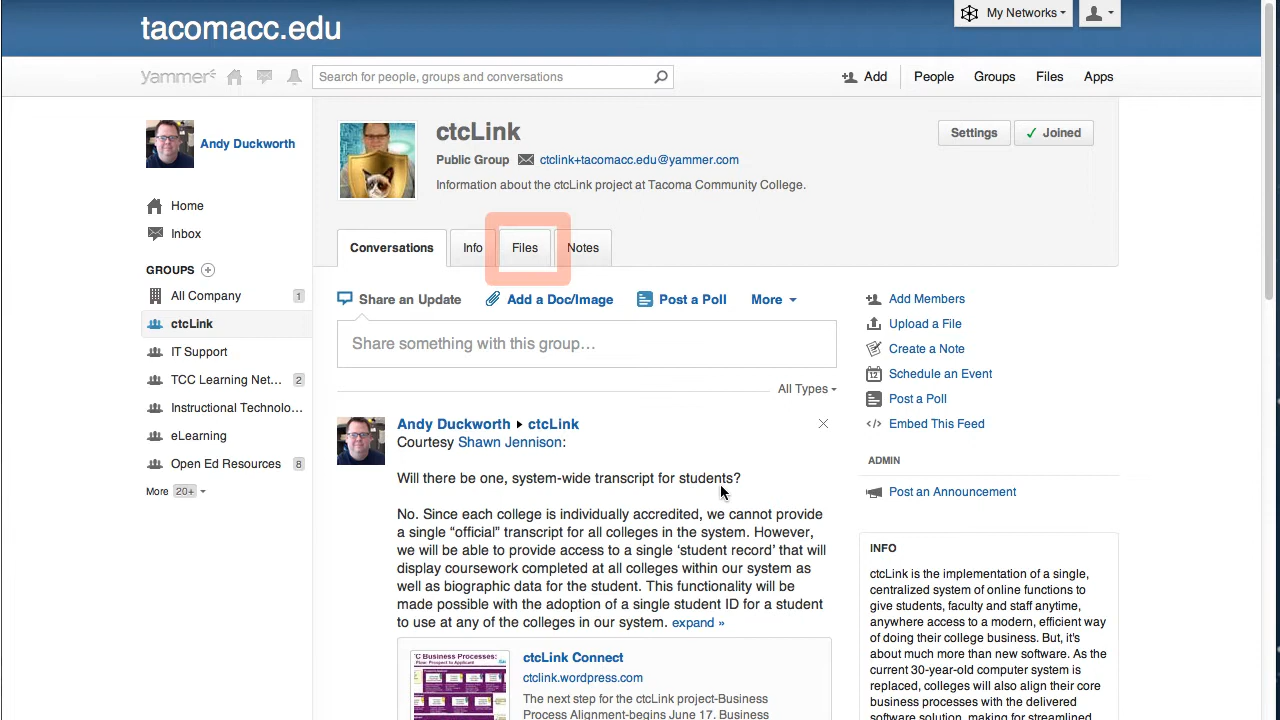 tacomacc.edu
My Networks
yammer
Search for people, groups and conversations
Add
People
Groups
Files
Apps
Andy Duckworth
Home
Inbox
GROUPS
All Company 1
ctcLink
IT Support
TCC Learning Net... 2
Instructional Technolo...
eLearning
Open Ed Resources 8
More 20+
ctcLink
Public Group ctclink+tacomacc.edu@yammer.com
Information about the ctcLink project at Tacoma Community College.
Settings
✓ Joined
Conversations
Info
Files
Notes
Share an Update
Add a Doc/Image
Post a Poll
More
Share something with this group…
All Types
Andy Duckworth ▸ ctcLink
Courtesy Shawn Jennison:
Will there be one, system-wide transcript for students?
No. Since each college is individually accredited, we cannot provide
a single “official” transcript for all colleges in the system. However,
we will be able to provide access to a single ‘student record’ that will
display coursework completed at all colleges within our system as
well as biographic data for the student. This functionality will be
made possible with the adoption of a single student ID for a student
to use at any of the colleges in our system. expand »
C Business Processes:
ctcLink Connect
ctclink.wordpress.com
The next step for the ctcLink project-Business
Process Alignment-begins June 17. Business
Add Members
Upload a File
Create a Note
12
Schedule an Event
Post a Poll
</> Embed This Feed
ADMIN
Post an Announcement
INFO
ctcLink is the implementation of a single,
centralized system of online functions to
give students, faculty and staff anytime,
anywhere access to a modern, efficient way
of doing their college business. But, it's
about much more than new software. As the
current 30-year-old computer system is
replaced, colleges will also align their core
business processes with the delivered
software solution, making for streamlined